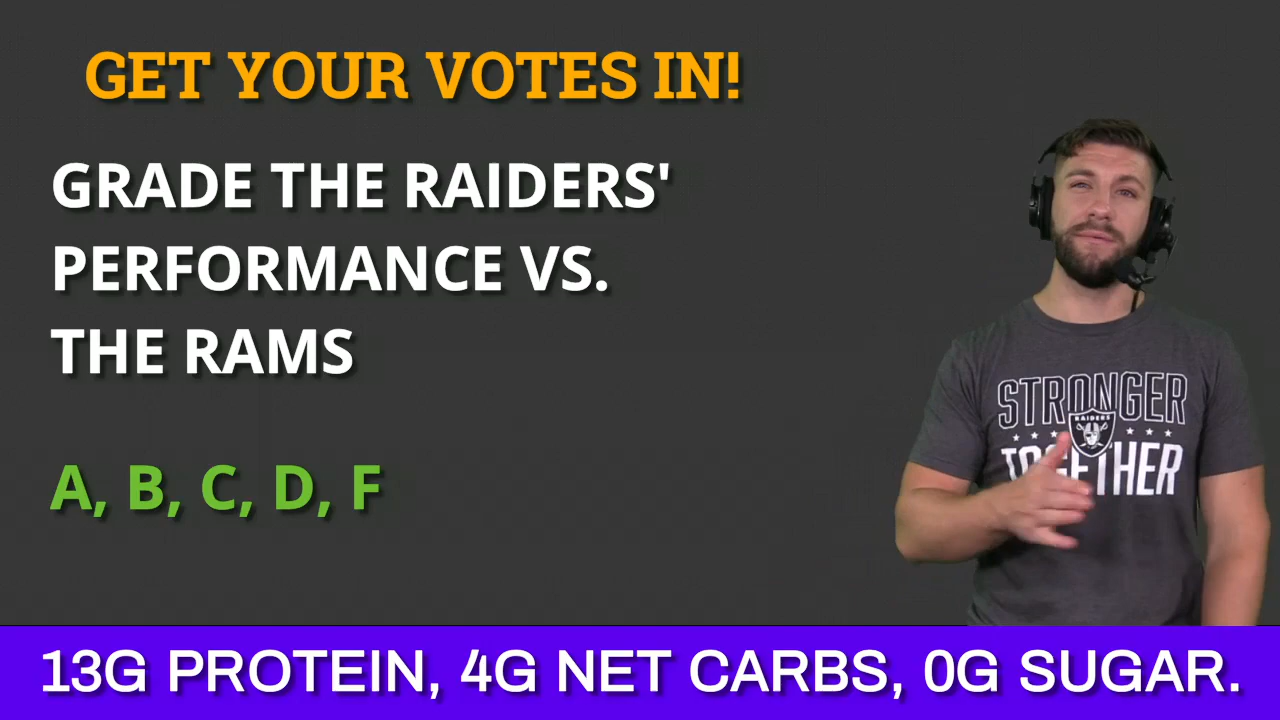 GET YOUR VOTES IN!
GRADE THE RAIDERS'
PERFORMANCE VS.
THE RAMS
A, B, C, D, F
STRONGER
RAIDERS
TOGETHER
13G PROTEIN, 4G NET CARBS, 0G SUGAR.